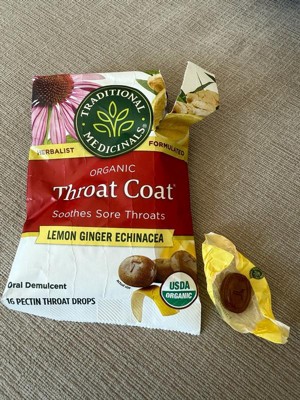 TRADITIONAL
MEDICINALS®
HERBALIST
FORMULATED
ORGANIC
Throat Coat®
Soothes Sore Throats
LEMON GINGER ECHINACEA
Oral Demulcent
16 PECTIN THROAT DROPS
USDA
ORGANIC